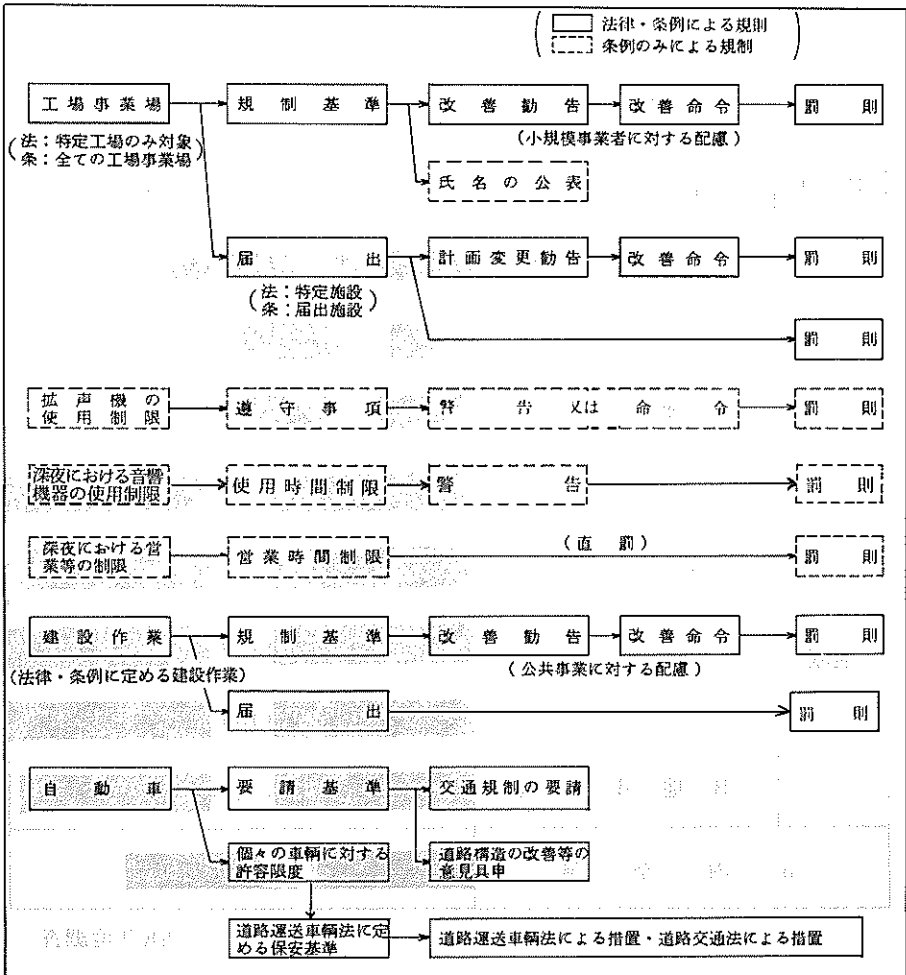 法律・条例による規則
条例のみによる規制
工場事業場
規制基準
改善勧告
改善命令
罰則
(法：特定工場のみ対象
条：全ての工場事業場)
(小規模事業者に対する配慮)
氏名の公表
届出
計画変更勧告
改善命令
罰則
(法：特定施設
条：届出施設)
罰則
拡声機の
使用制限
遵守事項
警告又は命令
罰則
深夜における音響
機器の使用制限
使用時間制限
警告
罰則
深夜における営
業等の制限
営業時間制限
(直罰)
罰則
建設作業
規制基準
改善勧告
改善命令
罰則
(法律・条例に定める建設作業)
(公共事業に対する配慮)
届出
罰則
自動車
要請基準
交通規制の要請
個々の車輌に対する
許容限度
道路構造の改善等の
意見具申
道路運送車輌法に定
める保安基準
道路運送車輌法による措置・道路交通法による措置